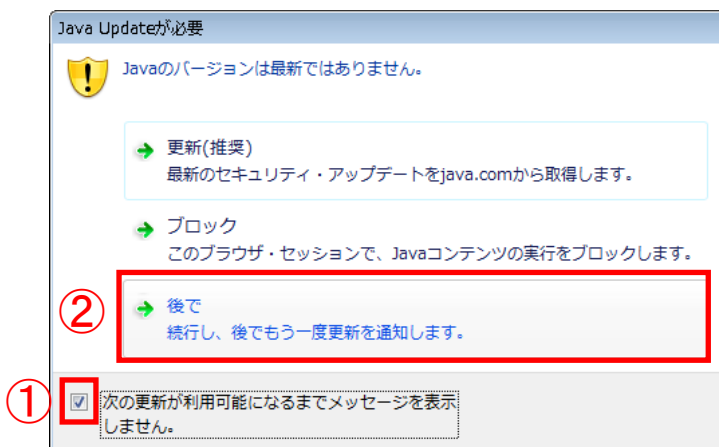 Java Updateが必要
Javaのバージョンは最新ではありません。
更新(推奨)
最新のセキュリティ・アップデートをjava.comから取得します。
ブロック
このブラウザ・セッションで、Javaコンテンツの実行をブロックします。
②
後で
続行し、後でもう一度更新を通知します。
①
次の更新が利用可能になるまでメッセージを表示
しません。